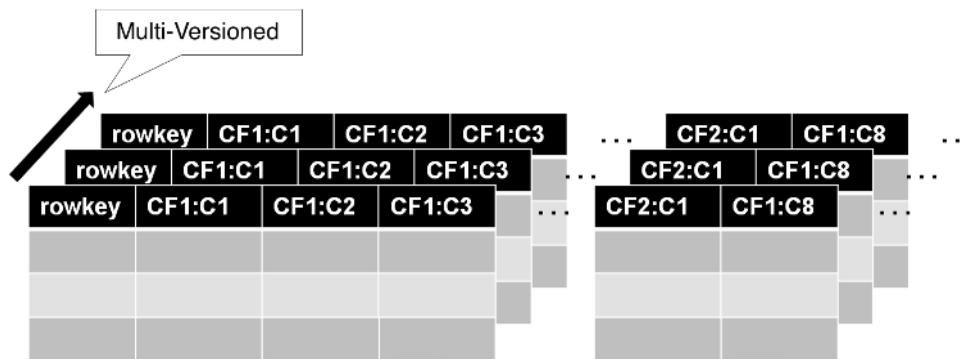 Multi-Versioned
rowkey CF1:C1 CF1:C2 CF1:C3 ... CF2:C1 CF1:C8 ..
rowkey CF1:C1 CF1:C2 CF1:C3 ... CF2:C1 CF1:C8 ...
rowkey CF1:C1 CF1:C2 CF1:C3 ... CF2:C1 CF1:C8 ...